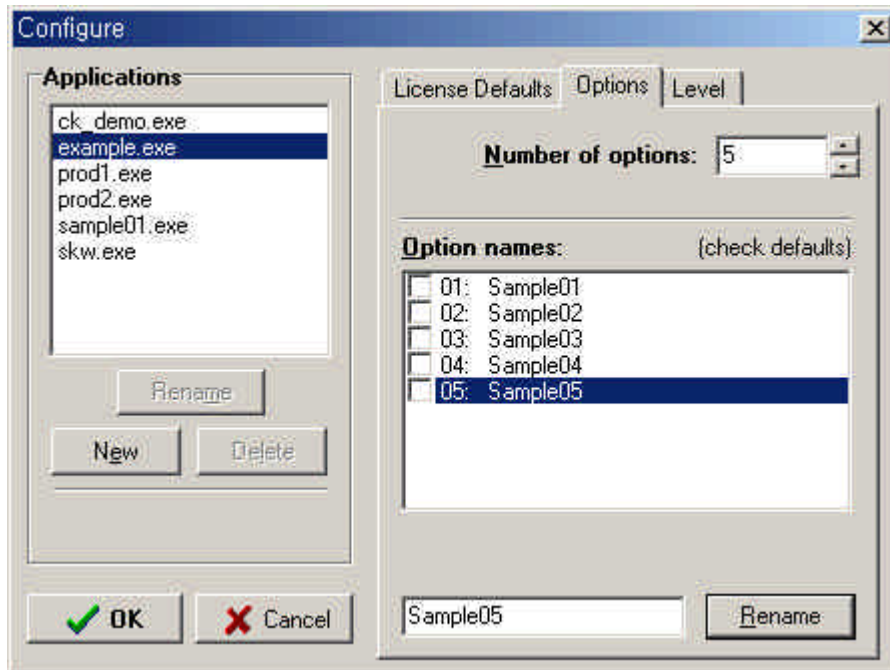 Configure
Applications
ck_demo.exe
example.exe
prod1.exe
prod2.exe
sample01.exe
skw.exe
Rename
New
Delete
OK
Cancel
License Defaults
Options
Level
Number of options:
5
Option names:
(check defaults)
01: Sample01
02: Sample02
03: Sample03
04: Sample04
05: Sample05
Sample05
Rename